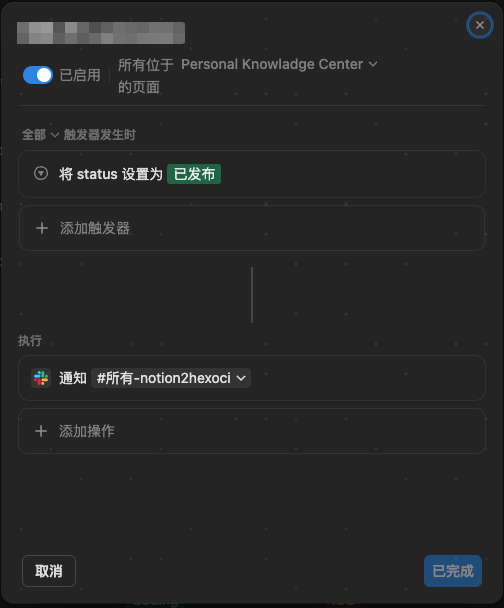 已启用
所有位于 Personal Knowladge Center
的页面
全部 触发器发生时
将 status 设置为 已发布
添加触发器
执行
通知 #所有-notion2hexoci
添加操作
取消
已完成